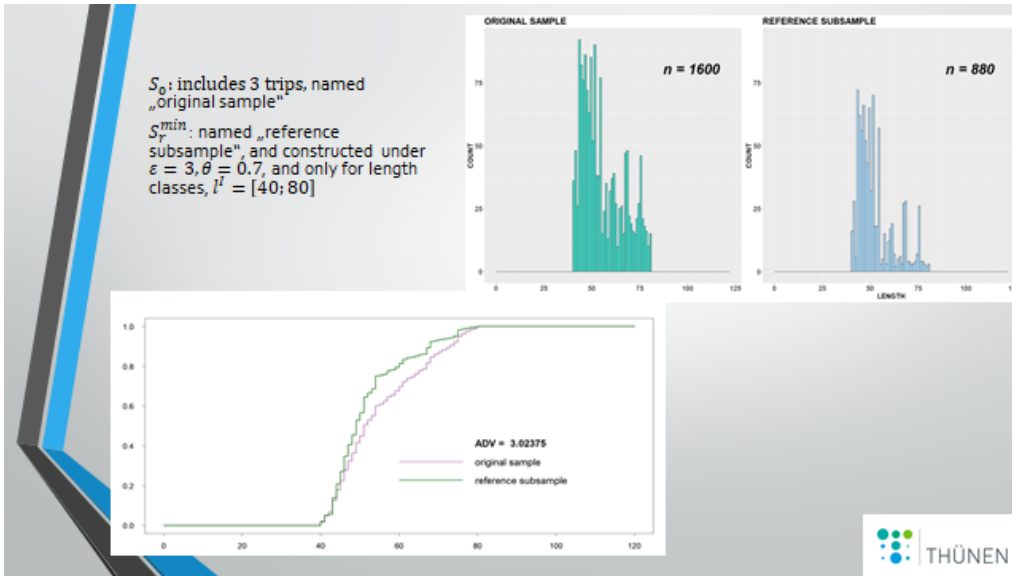 S₀: includes 3 trips, named
„original sample“
Sᵣᵐⁱⁿ: named „reference
subsample“, and constructed under
ε = 3, θ = 0.7, and only for length
classes, lᴵ = [40; 80]
ORIGINAL SAMPLE
n = 1600
COUNT
75
50
25
0
0 25 50 75 100 125
REFERENCE SUBSAMPLE
n = 880
COUNT
75
50
25
0
0 25 50 75 100
LENGTH
1.0
0.8
0.6
0.4
0.2
0.0
ADV = 3.02375
original sample
reference subsample
0 20 40 60 80 100 120
THÜNEN